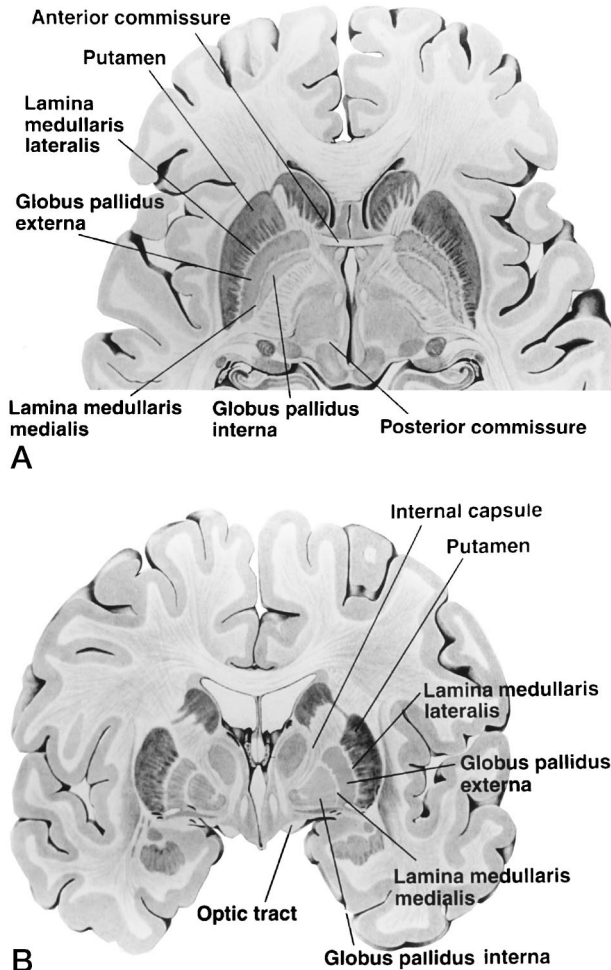 Anterior commissure
Putamen
Lamina
medullaris
lateralis
Globus pallidus
externa
Lamina medullaris
medialis
Globus pallidus
interna
Posterior commissure
A
Internal capsule
Putamen
Lamina medullaris
lateralis
Globus pallidus
externa
Lamina medullaris
medialis
Optic tract
Globus pallidus interna
B